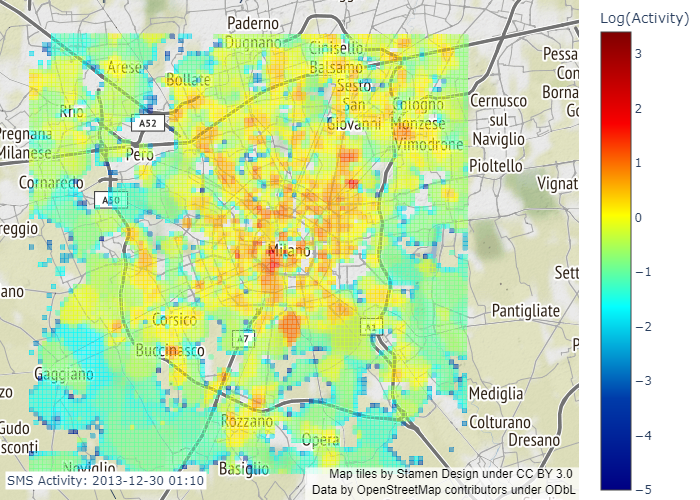 Log(Activity)
Paderno
Dugnano
Cinisello
Balsamo
Arese
Bollate
Sesto
San
Giovanni
Cologno
Monzese
Vimodrone
Pessa
Con
Borna
Go
Cernusco
sul
Naviglio
Rho
A52
Pregnana
Milanese
Pero
Pioltello
Cornaredo
A50
Vignat
reggio
Milano
Sett
ano
Pantigliate
Corsico
A7
A1
P
Buccinasco
Gaggiano
zo
Mediglia
Rozzano
Colturano
Gudo
sconti
Opera
Dresano
Noviglio
Basiglio
SMS Activity: 2013-12-30 01:10
Map tiles by Stamen Design under CC BY 3.0
Data by OpenStreetMap contributors under ODbL
3
2
1
0
−1
−2
−3
−4
−5